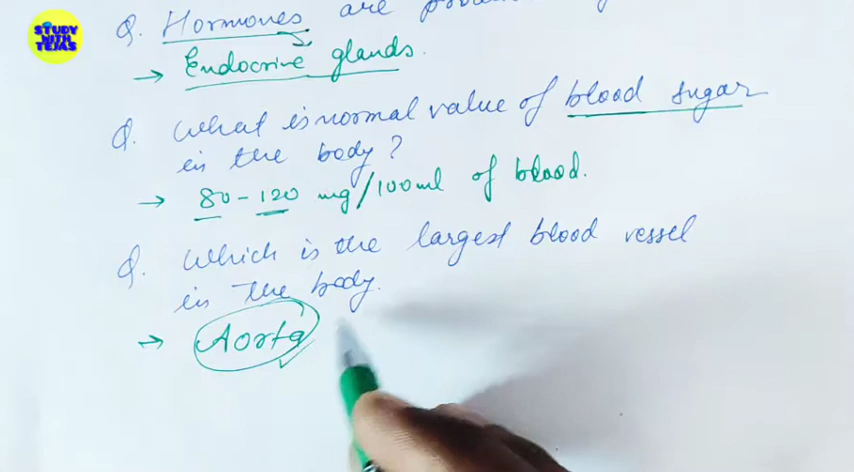 STUDY
WITH
TEJAS
Q. Hormones are
→ Endocrine glands.
Q. What is normal value of blood sugar
in the body?
→ 80-120 mg/100ml of blood.
Q. Which is the largest blood vessel
in the body.
→ Aorta